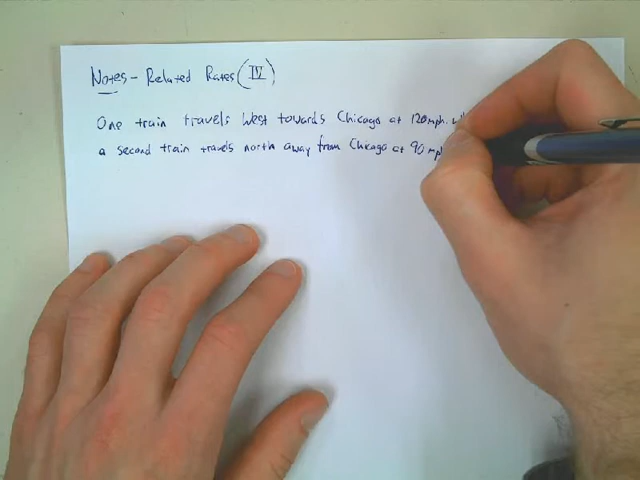 Notes - Related Rates (IV)
One train travels West towards Chicago at 120mph.
a second train travels north away from Chicago at 90 mph